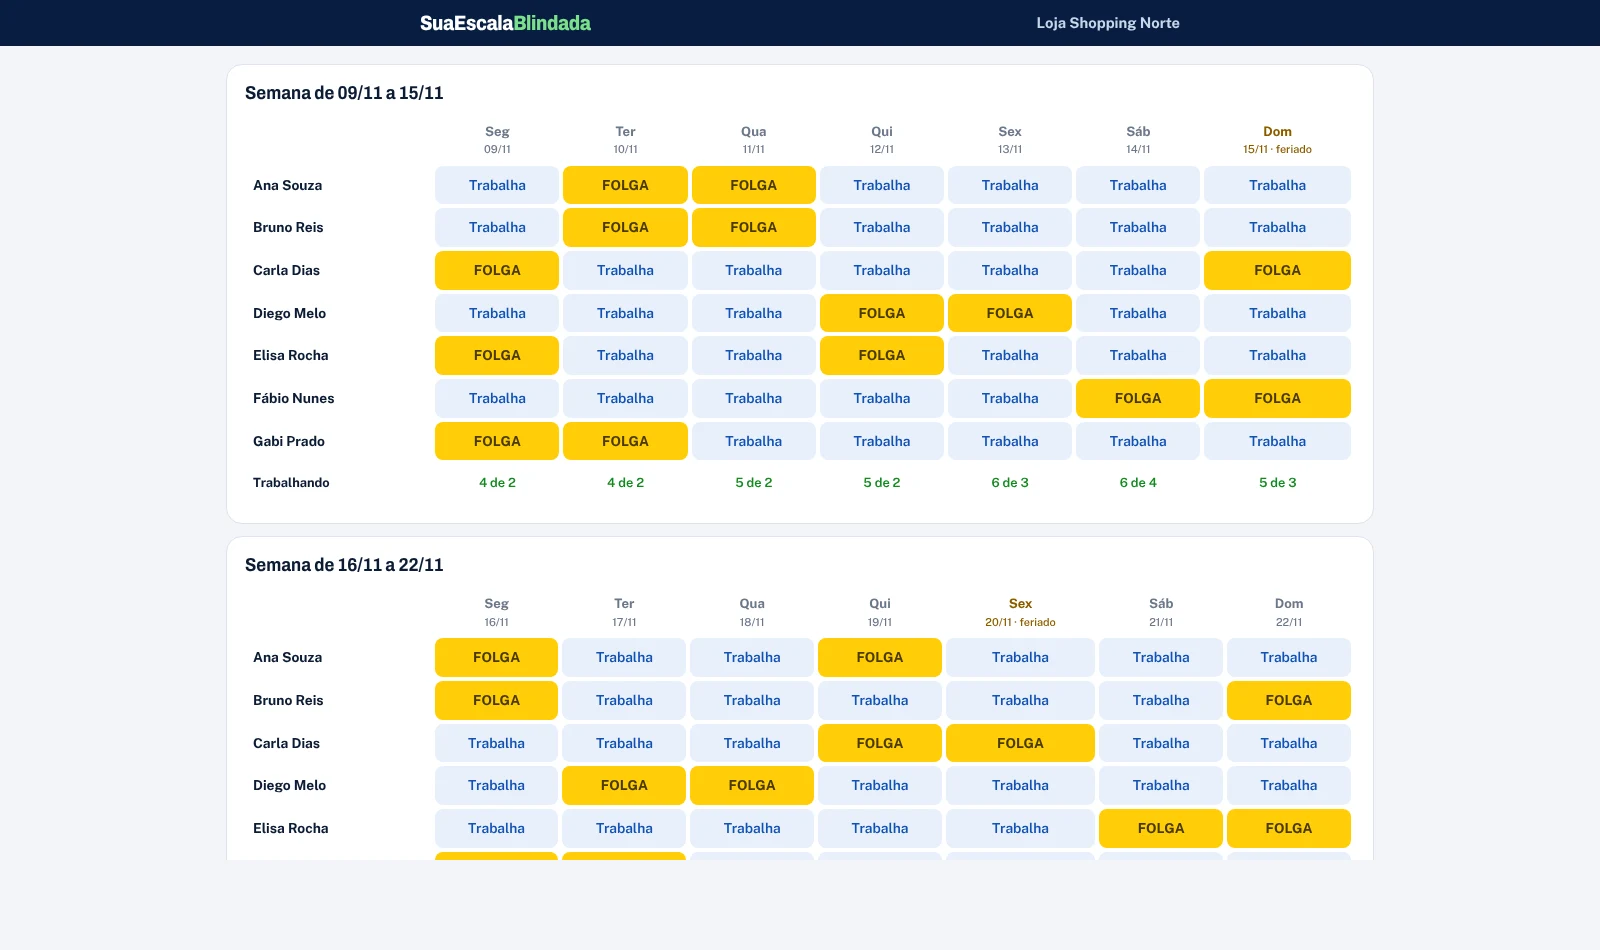 SuaEscalaBlindada Loja Shopping Norte
Semana de 09/11 a 15/11
Seg Ter Qua Qui Sex Sáb Dom
09/11 10/11 11/11 12/11 13/11 14/11 15/11 · feriado
Ana Souza Trabalha FOLGA FOLGA Trabalha Trabalha Trabalha Trabalha
Bruno Reis Trabalha FOLGA FOLGA Trabalha Trabalha Trabalha Trabalha
Carla Dias FOLGA Trabalha Trabalha Trabalha Trabalha Trabalha FOLGA
Diego Melo Trabalha Trabalha Trabalha FOLGA FOLGA Trabalha Trabalha
Elisa Rocha FOLGA Trabalha Trabalha FOLGA Trabalha Trabalha Trabalha
Fábio Nunes Trabalha Trabalha Trabalha Trabalha Trabalha FOLGA FOLGA
Gabi Prado FOLGA FOLGA Trabalha Trabalha Trabalha Trabalha Trabalha
Trabalhando 4 de 2 4 de 2 5 de 2 5 de 2 6 de 3 6 de 4 5 de 3
Semana de 16/11 a 22/11
Seg Ter Qua Qui Sex Sáb Dom
16/11 17/11 18/11 19/11 20/11 · feriado 21/11 22/11
Ana Souza FOLGA Trabalha Trabalha FOLGA Trabalha Trabalha Trabalha
Bruno Reis FOLGA Trabalha Trabalha Trabalha Trabalha Trabalha FOLGA
Carla Dias Trabalha Trabalha Trabalha FOLGA FOLGA Trabalha Trabalha
Diego Melo Trabalha FOLGA FOLGA Trabalha Trabalha Trabalha Trabalha
Elisa Rocha Trabalha Trabalha Trabalha Trabalha Trabalha FOLGA FOLGA